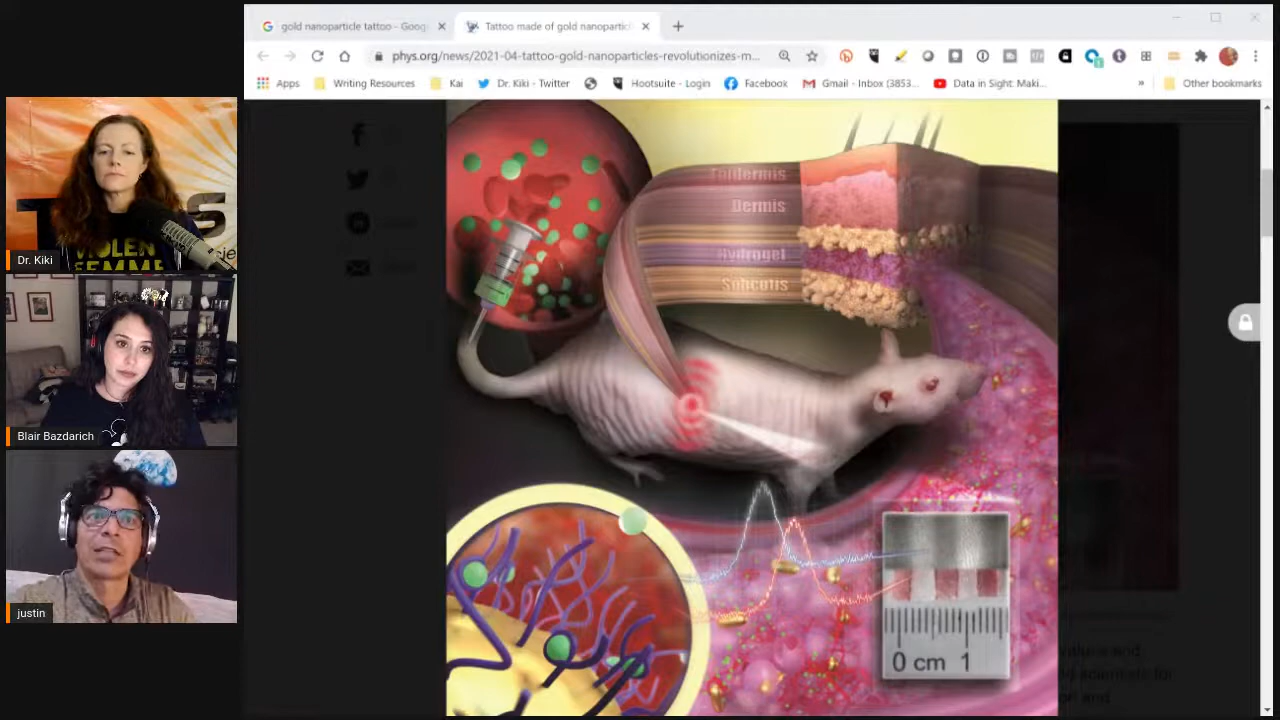 gold nanoparticle tattoo - Goog
Tattoo made of gold nanopartic
phys.org/news/2021-04-tattoo-gold-nanoparticles-revolutionizes-m...
Apps
Writing Resources
Kai
Dr. Kiki - Twitter
Hootsuite - Login
Facebook
Gmail - Inbox (3853...
Data in Sight: Maki...
»
Other bookmarks
Epidermis
Dermis
Hydrogel
Subcutis
0 cm 1
VIOLEN
FEMME
Dr. Kiki
Blair Bazdarich
justin